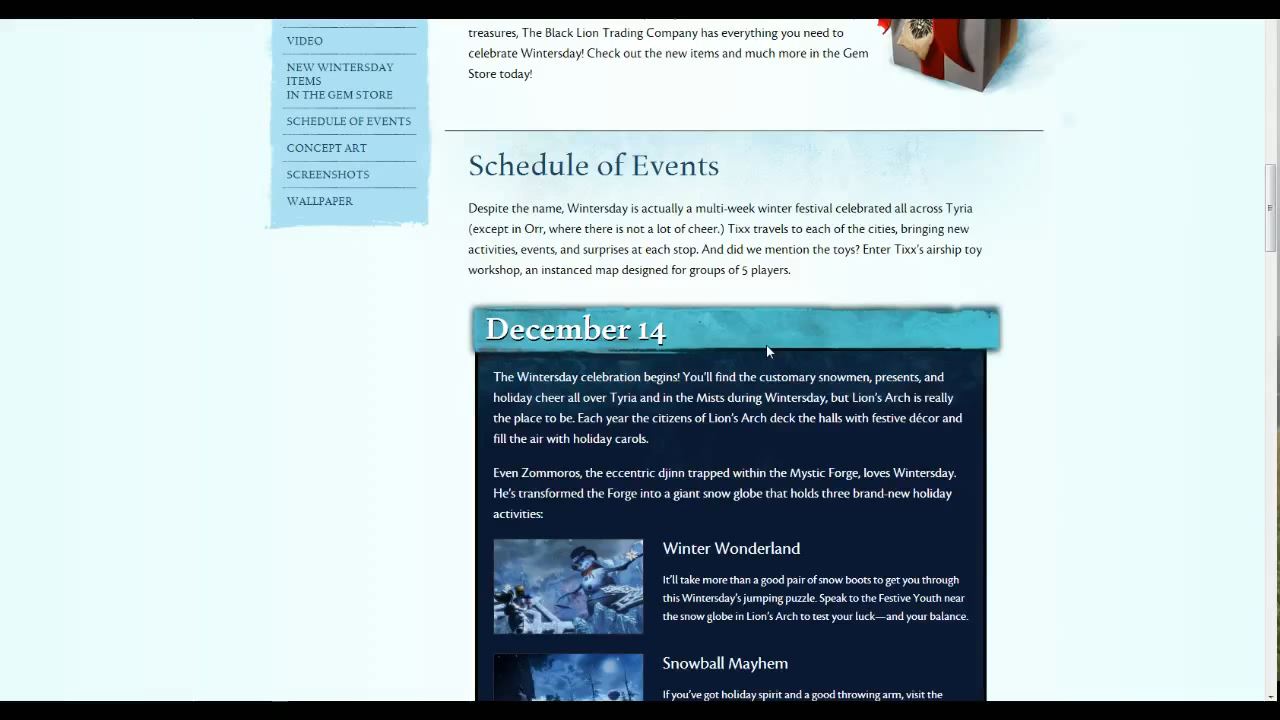 VIDEO
NEW WINTERSDAY
ITEMS
IN THE GEM STORE
SCHEDULE OF EVENTS
CONCEPT ART
SCREENSHOTS
WALLPAPER
treasures, The Black Lion Trading Company has everything you need to
celebrate Wintersday! Check out the new items and much more in the Gem
Store today!
Schedule of Events
Despite the name, Wintersday is actually a multi-week winter festival celebrated all across Tyria
(except in Orr, where there is not a lot of cheer.) Tixx travels to each of the cities, bringing new
activities, events, and surprises at each stop. And did we mention the toys? Enter Tixx's airship toy
workshop, an instanced map designed for groups of 5 players.
December 14
The Wintersday celebration begins! You'll find the customary snowmen, presents, and
holiday cheer all over Tyria and in the Mists during Wintersday, but Lion's Arch is really
the place to be. Each year the citizens of Lion's Arch deck the halls with festive décor and
fill the air with holiday carols.
Even Zommoros, the eccentric djinn trapped within the Mystic Forge, loves Wintersday.
He's transformed the Forge into a giant snow globe that holds three brand-new holiday
activities:
Winter Wonderland
It'll take more than a good pair of snow boots to get you through
this Wintersday's jumping puzzle. Speak to the Festive Youth near
the snow globe in Lion's Arch to test your luck—and your balance.
Snowball Mayhem
If you've got holiday spirit and a good throwing arm, visit the